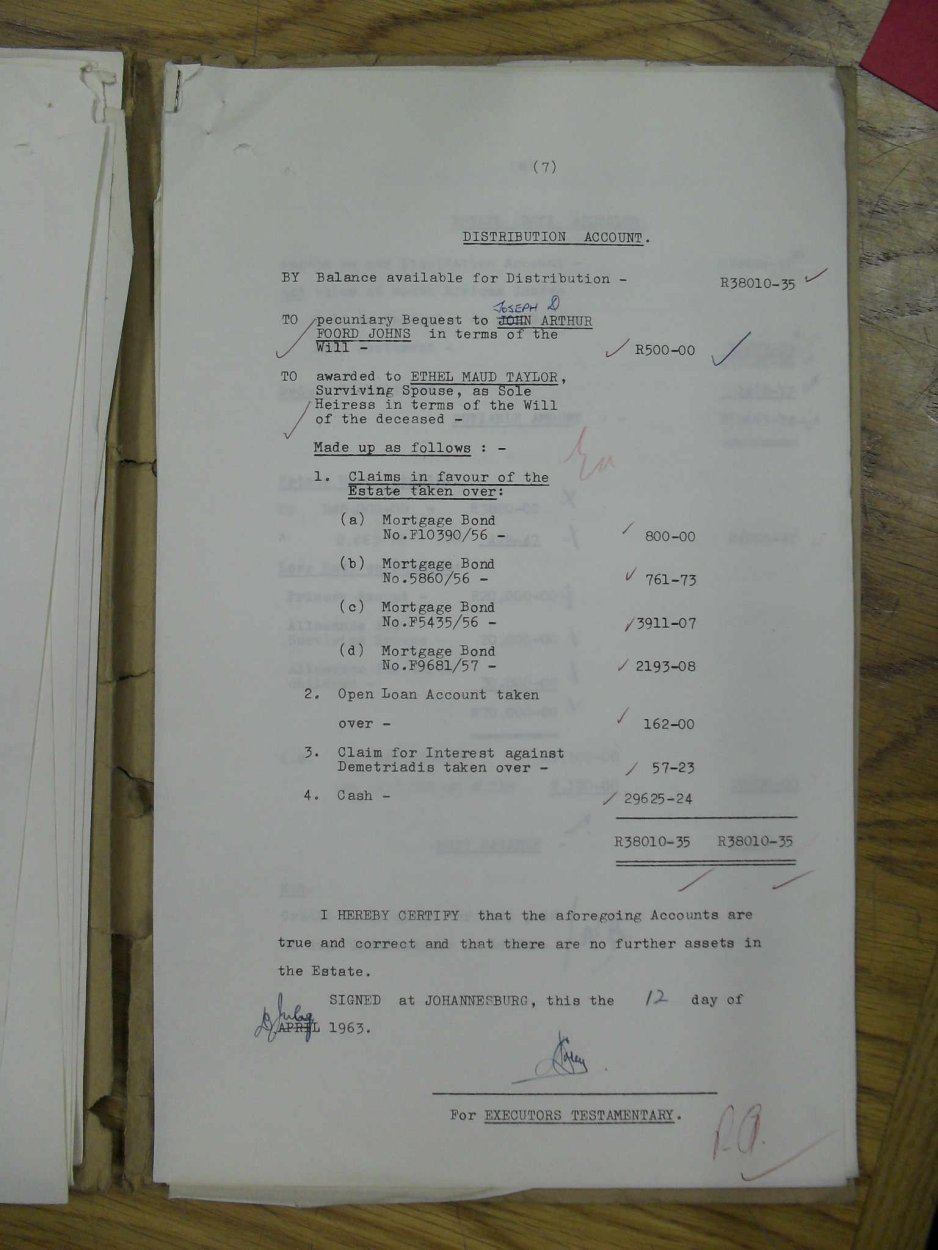 (7)
DISTRIBUTION ACCOUNT.
BY Balance available for Distribution - R38010-35
JOSEPH
TO pecuniary Bequest to JOHN ARTHUR
FOORD JOHNS in terms of the
Will - R500-00
TO awarded to ETHEL MAUD TAYLOR,
Surviving Spouse, as Sole
Heiress in terms of the Will
of the deceased -
Made up as follows : -
1. Claims in favour of the
Estate taken over:
(a) Mortgage Bond
No.F10390/56 - 800-00
(b) Mortgage Bond
No.5860/56 - 761-73
(c) Mortgage Bond
No.F5435/56 - 3911-07
(d) Mortgage Bond
No.F9681/57 - 2193-08
2. Open Loan Account taken
over - 162-00
3. Claim for Interest against
Demetriadis taken over - 57-23
4. Cash - 29625-24
R38010-35 R38010-35
I HEREBY CERTIFY that the aforegoing Accounts are
true and correct and that there are no further assets in
the Estate.
SIGNED at JOHANNESBURG, this the 12 day of
July
APRIL 1963.
For EXECUTORS TESTAMENTARY.